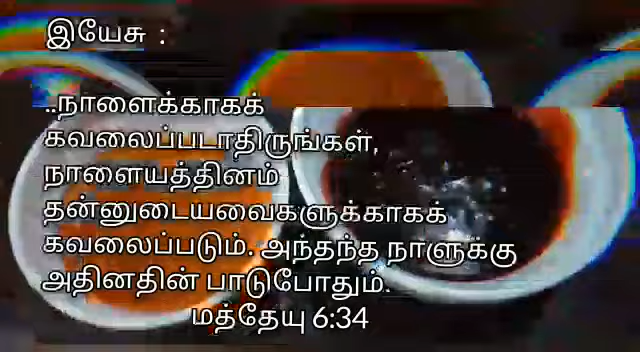 இயேசு :
..நாளைக்காகக்
கவலைப்படாதிருங்கள்,
நாளையத்தினம்
தன்னுடையவைகளுக்காகக்
கவலைப்படும். அந்தந்த நாளுக்கு
அதினதின் பாடுபோதும்.
மத்தேயு 6:34